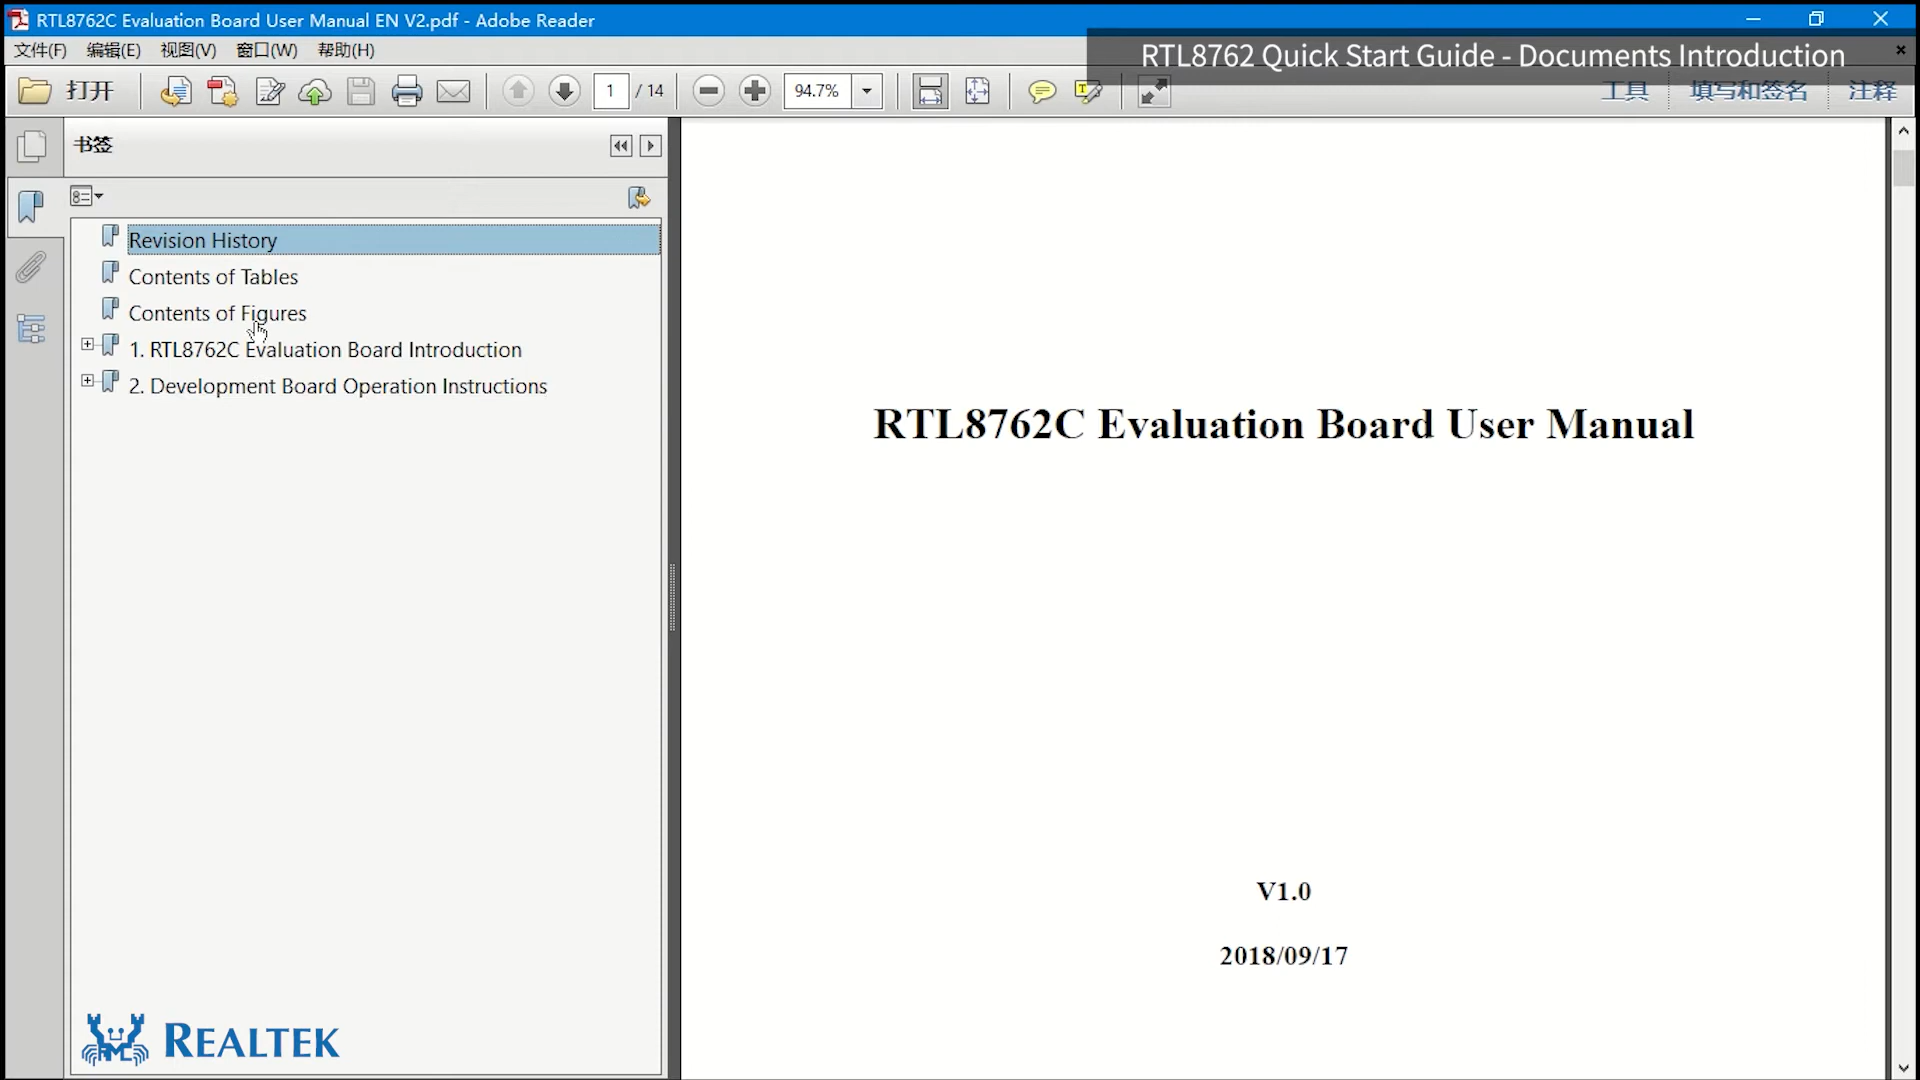 RTL8762C Evaluation Board User Manual EN V2.pdf - Adobe Reader
文件(F) 编辑(E) 视图(V) 窗口(W) 帮助(H)
RTL8762 Quick Start Guide - Documents Introduction
打开 1 / 14 94.7% 工具 填写和签名 注释
书签
Revision History
Contents of Tables
Contents of Figures
1. RTL8762C Evaluation Board Introduction
2. Development Board Operation Instructions
RTL8762C Evaluation Board User Manual
V1.0
2018/09/17
REALTEK